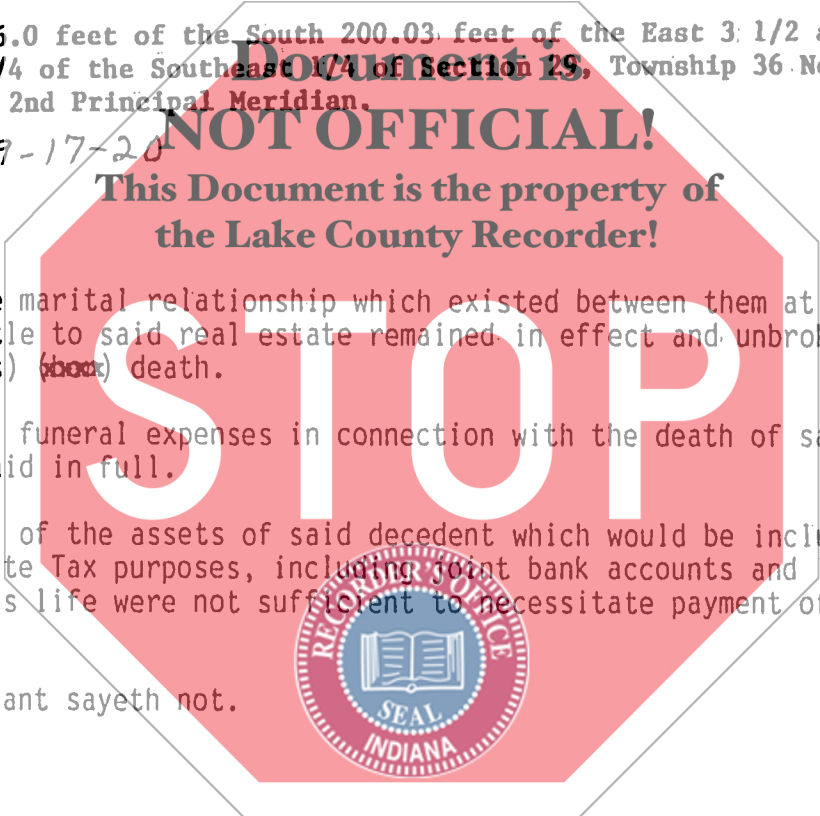 .0 feet of the South 200.03 feet of the East 3 1/2
/4 of the Southeast 1/4 of Section 29, Township 36 No
2nd Principal Meridian.
9-17-20
Document is
NOT OFFICIAL!
This Document is the property of
the Lake County Recorder!
STOP
marital relationship which existed between them at
le to said real estate remained in effect and unbro
) death.
funeral expenses in connection with the death of sa
id in full.
of the assets of said decedent which would be inclu
te Tax purposes, including joint bank accounts and
s life were not sufficient to necessitate payment of
ant sayeth not.
RECORDER'S OFFICE
SEAL
INDIANA